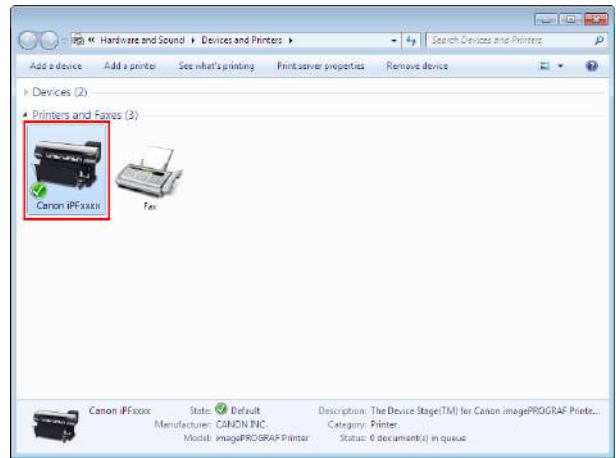 « Hardware and Sound ▸ Devices and Printers ▸ Search Devices and Printers
Add a device Add a printer See what's printing Print server properties Remove device
Devices (2)
Printers and Faxes (3)
Canon iPFxxxx Fax
Canon iPFxxxx State: Default Description: The Device Stage(TM) for Canon imagePROGRAF Printe...
Manufacturer: CANON INC. Category: Printer
Model: imagePROGRAF Printer Status: 0 document(s) in queue